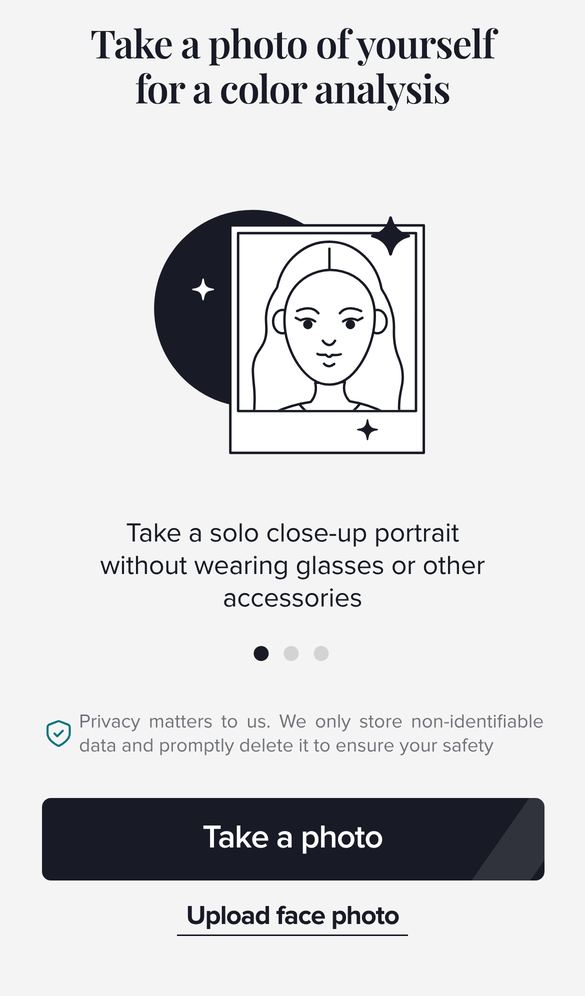 Take a photo of yourself
for a color analysis
Take a solo close-up portrait
without wearing glasses or other
accessories
Privacy matters to us. We only store non-identifiable
data and promptly delete it to ensure your safety
Take a photo
Upload face photo